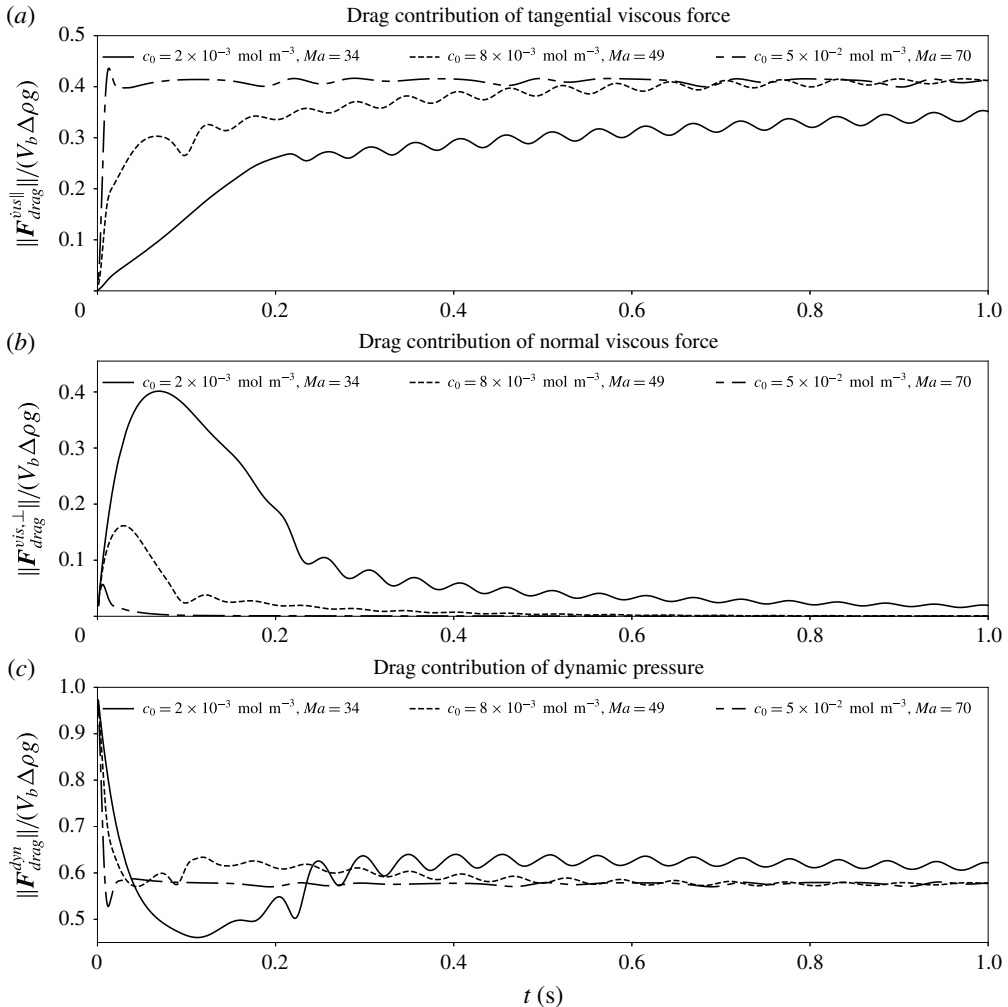 (a) Drag contribution of tangential viscous force
c₀ = 2 × 10⁻³ mol m⁻³, Ma = 34 c₀ = 8 × 10⁻³ mol m⁻³, Ma = 49 c₀ = 5 × 10⁻² mol m⁻³, Ma = 70
||F^{vis||}_{drag}||/(V_b Δρg)
0.5
0.4
0.3
0.2
0.1
0 0.2 0.4 0.6 0.8 1.0
(b) Drag contribution of normal viscous force
c₀ = 2 × 10⁻³ mol m⁻³, Ma = 34 c₀ = 8 × 10⁻³ mol m⁻³, Ma = 49 c₀ = 5 × 10⁻² mol m⁻³, Ma = 70
||F^{vis,⊥}_{drag}||/(V_b Δρg)
0.4
0.3
0.2
0.1
0 0.2 0.4 0.6 0.8 1.0
(c) Drag contribution of dynamic pressure
c₀ = 2 × 10⁻³ mol m⁻³, Ma = 34 c₀ = 8 × 10⁻³ mol m⁻³, Ma = 49 c₀ = 5 × 10⁻² mol m⁻³, Ma = 70
||F^{dyn}_{drag}||/(V_b Δρg)
1.0
0.9
0.8
0.7
0.6
0.5
0 0.2 0.4 0.6 0.8 1.0
t (s)